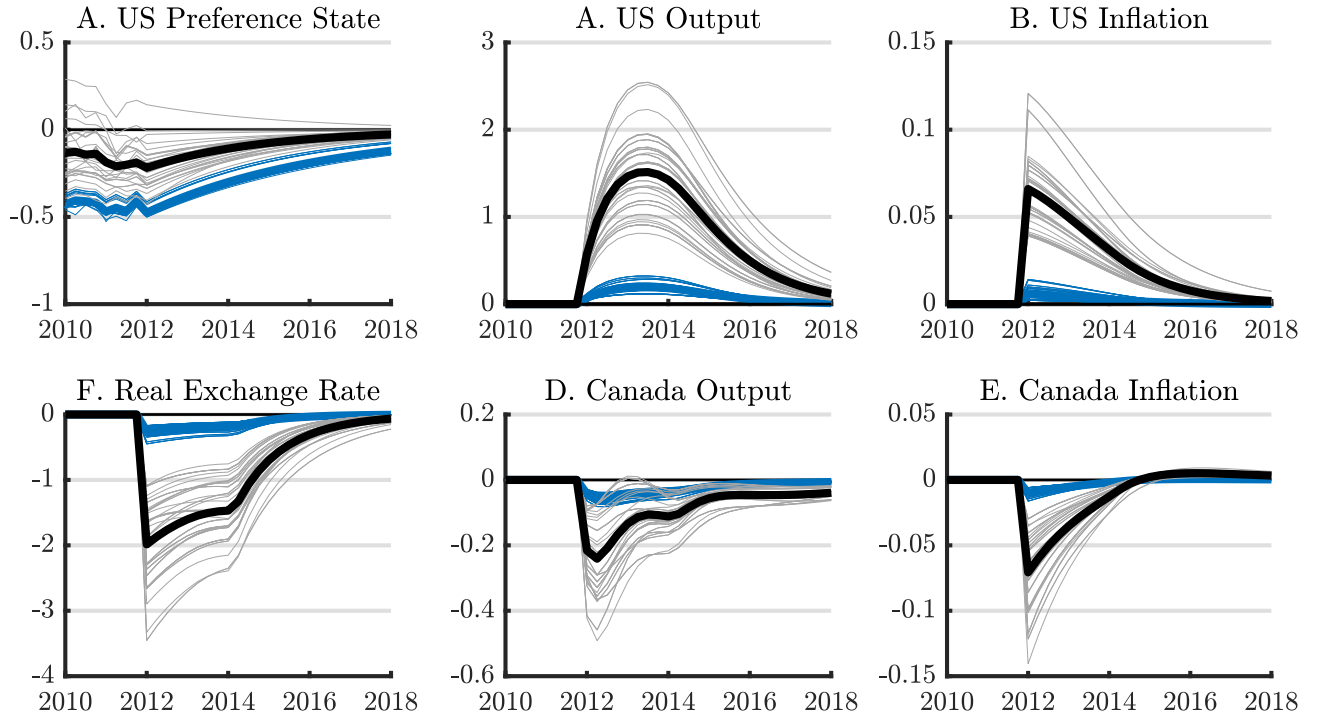 A. US Preference State
0.5
0
-0.5
-1
2010 2012 2014 2016 2018
A. US Output
3
2
1
0
2010 2012 2014 2016 2018
B. US Inflation
0.15
0.1
0.05
0
2010 2012 2014 2016 2018
F. Real Exchange Rate
0
-1
-2
-3
-4
2010 2012 2014 2016 2018
D. Canada Output
0.2
0
-0.2
-0.4
-0.6
2010 2012 2014 2016 2018
E. Canada Inflation
0.05
0
-0.05
-0.1
-0.15
2010 2012 2014 2016 2018